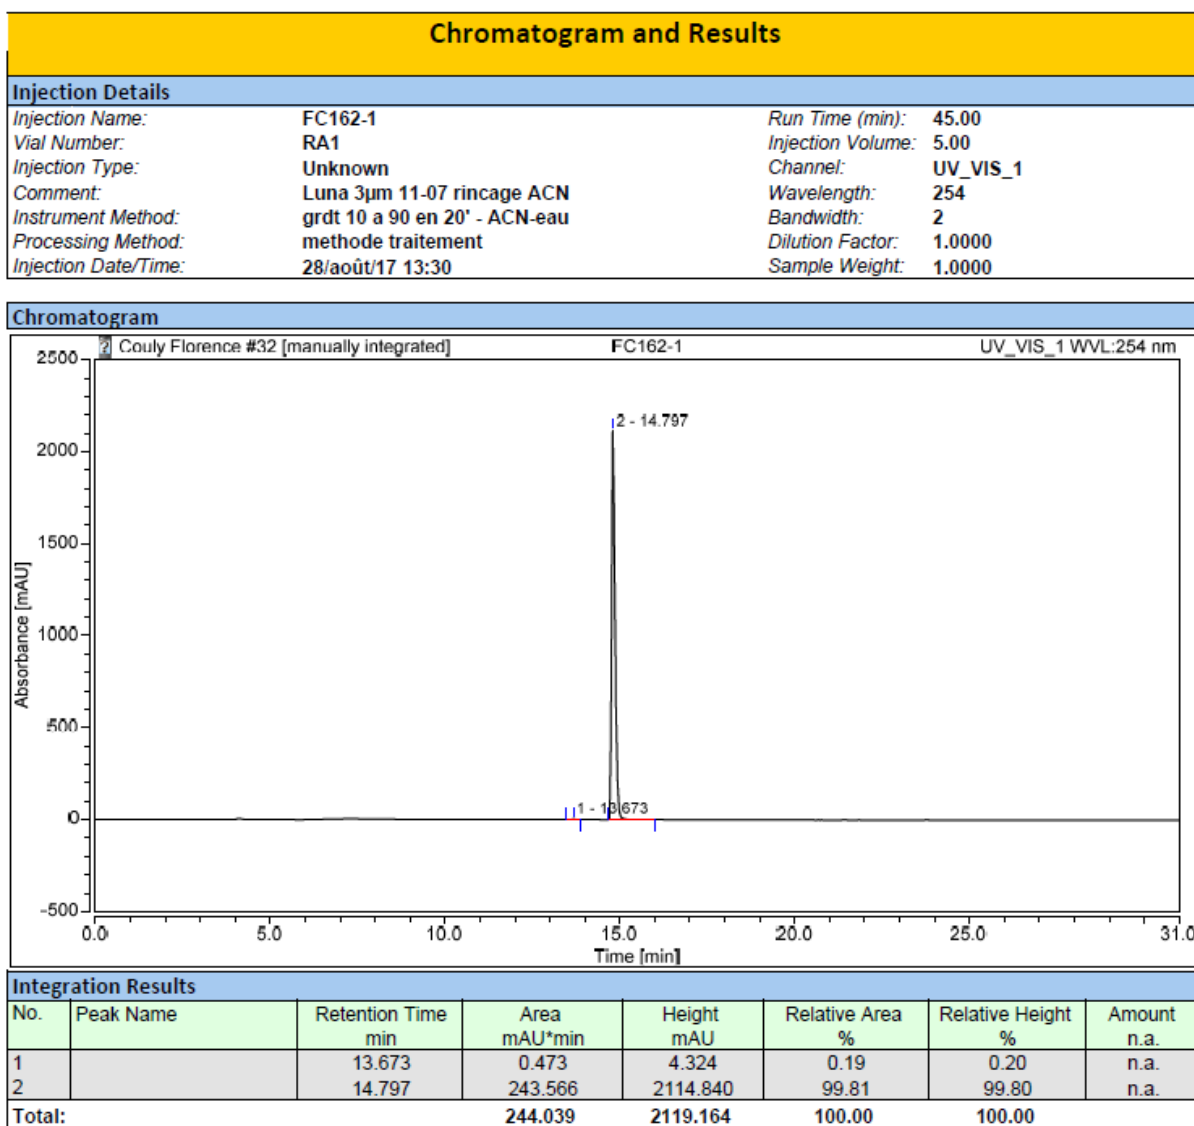 Chromatogram and Results
Injection Details
Injection Name: FC162-1 Run Time (min): 45.00
Vial Number: RA1 Injection Volume: 5.00
Injection Type: Unknown Channel: UV_VIS_1
Comment: Luna 3µm 11-07 rincage ACN Wavelength: 254
Instrument Method: grdt 10 a 90 en 20' - ACN-eau Bandwidth: 2
Processing Method: methode traitement Dilution Factor: 1.0000
Injection Date/Time: 28/août/17 13:30 Sample Weight: 1.0000
Chromatogram
? Couly Florence #32 [manually integrated] FC162-1 UV_VIS_1 WVL:254 nm
2500
2 - 14.797
2000
1500
1000
Absorbance [mAU]
500
1 - 13.673
0
-500
0.0 5.0 10.0 15.0 20.0 25.0 31.0
Time [min]
Integration Results
No. Peak Name Retention Time Area Height Relative Area Relative Height Amount
min mAU*min mAU % % n.a.
1 13.673 0.473 4.324 0.19 0.20 n.a.
2 14.797 243.566 2114.840 99.81 99.80 n.a.
Total: 244.039 2119.164 100.00 100.00